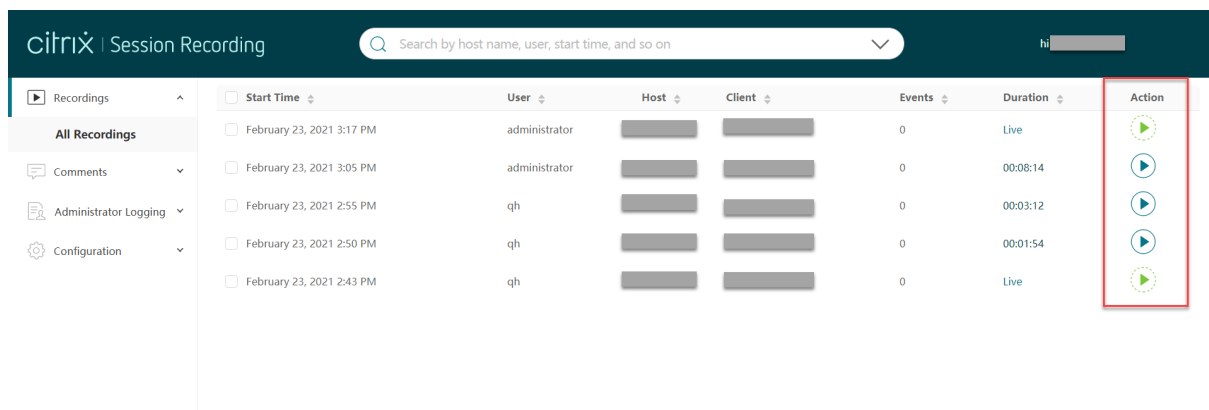 citrix | Session Recording
Search by host name, user, start time, and so on
hi
Recordings
All Recordings
Comments
Administrator Logging
Configuration
Start Time User Host Client Events Duration Action
February 23, 2021 3:17 PM administrator 0 Live
February 23, 2021 3:05 PM administrator 0 00:08:14
February 23, 2021 2:55 PM qh 0 00:03:12
February 23, 2021 2:50 PM qh 0 00:01:54
February 23, 2021 2:43 PM qh 0 Live